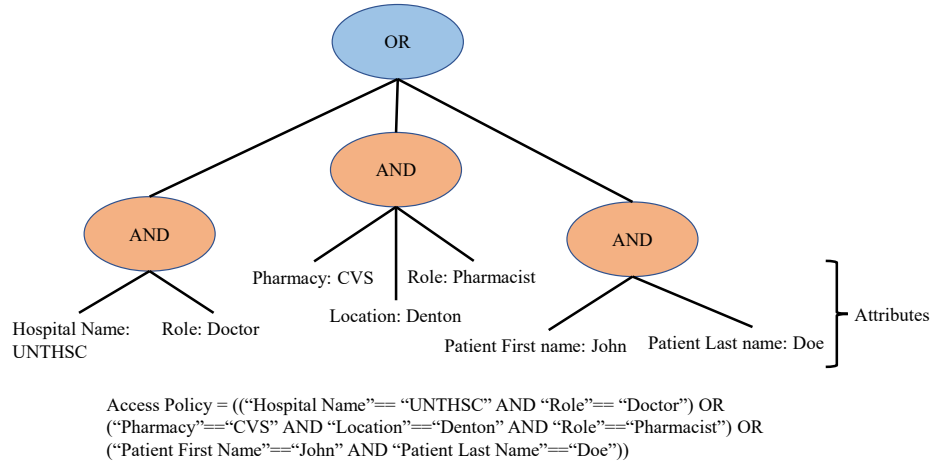 OR
AND
AND
AND
Pharmacy: CVS
Role: Pharmacist
Location: Denton
Hospital Name:
UNTHSC
Role: Doctor
Patient First name: John
Patient Last name: Doe
Attributes
Access Policy = ((“Hospital Name”== “UNTHSC” AND “Role”== “Doctor”) OR
(“Pharmacy”==“CVS” AND “Location”==“Denton” AND “Role”==“Pharmacist”) OR
(“Patient First Name”==“John” AND “Patient Last Name”==“Doe”))